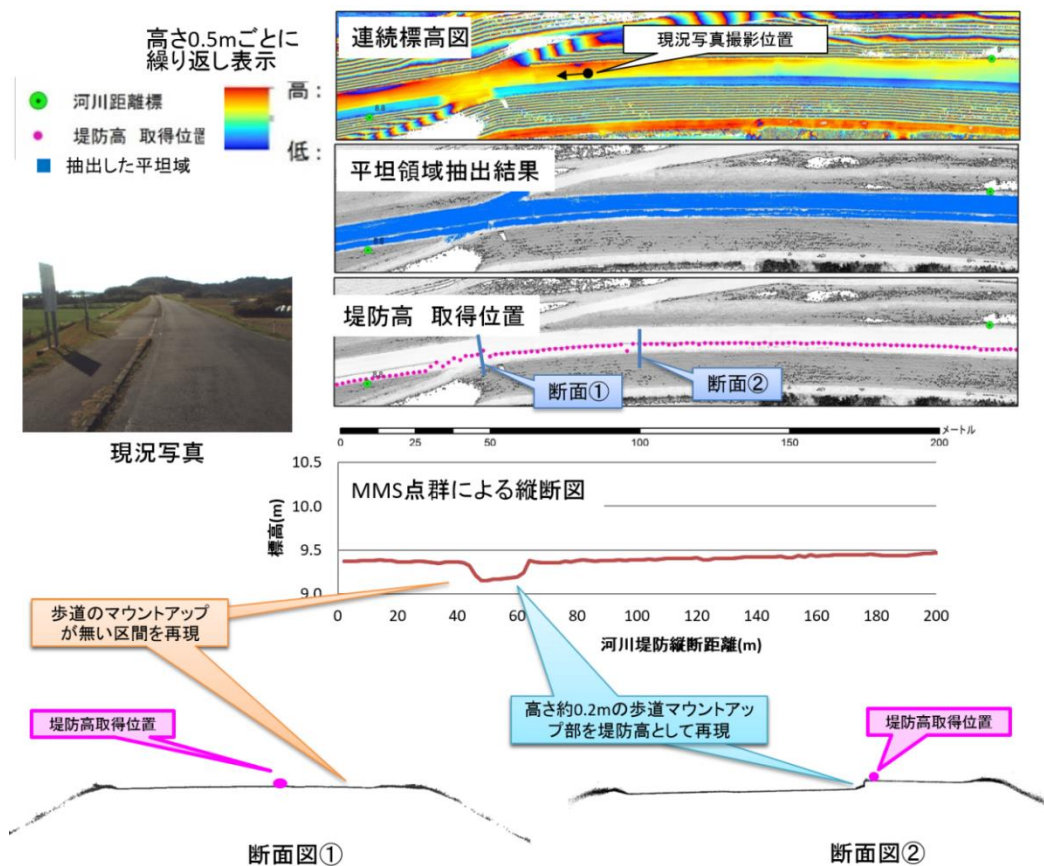 高さ0.5mごとに
繰り返し表示
河川距離標
堤防高 取得位置
抽出した平坦域
高：
低：
連続標高図
現況写真撮影位置
8.8
平坦領域抽出結果
8.8
堤防高 取得位置
8.8
断面①
断面②
現況写真
メートル
0 25 50 100 150 200
MMS点群による縦断図
標高(m)
10.5
10.0
9.5
9.0
0 20 40 60 80 100 120 140 160 180 200
河川堤防縦断距離(m)
歩道のマウントアップ
が無い区間を再現
高さ約0.2mの歩道マウントアッ
プ部を堤防高として再現
堤防高取得位置
堤防高取得位置
断面図①
断面図②